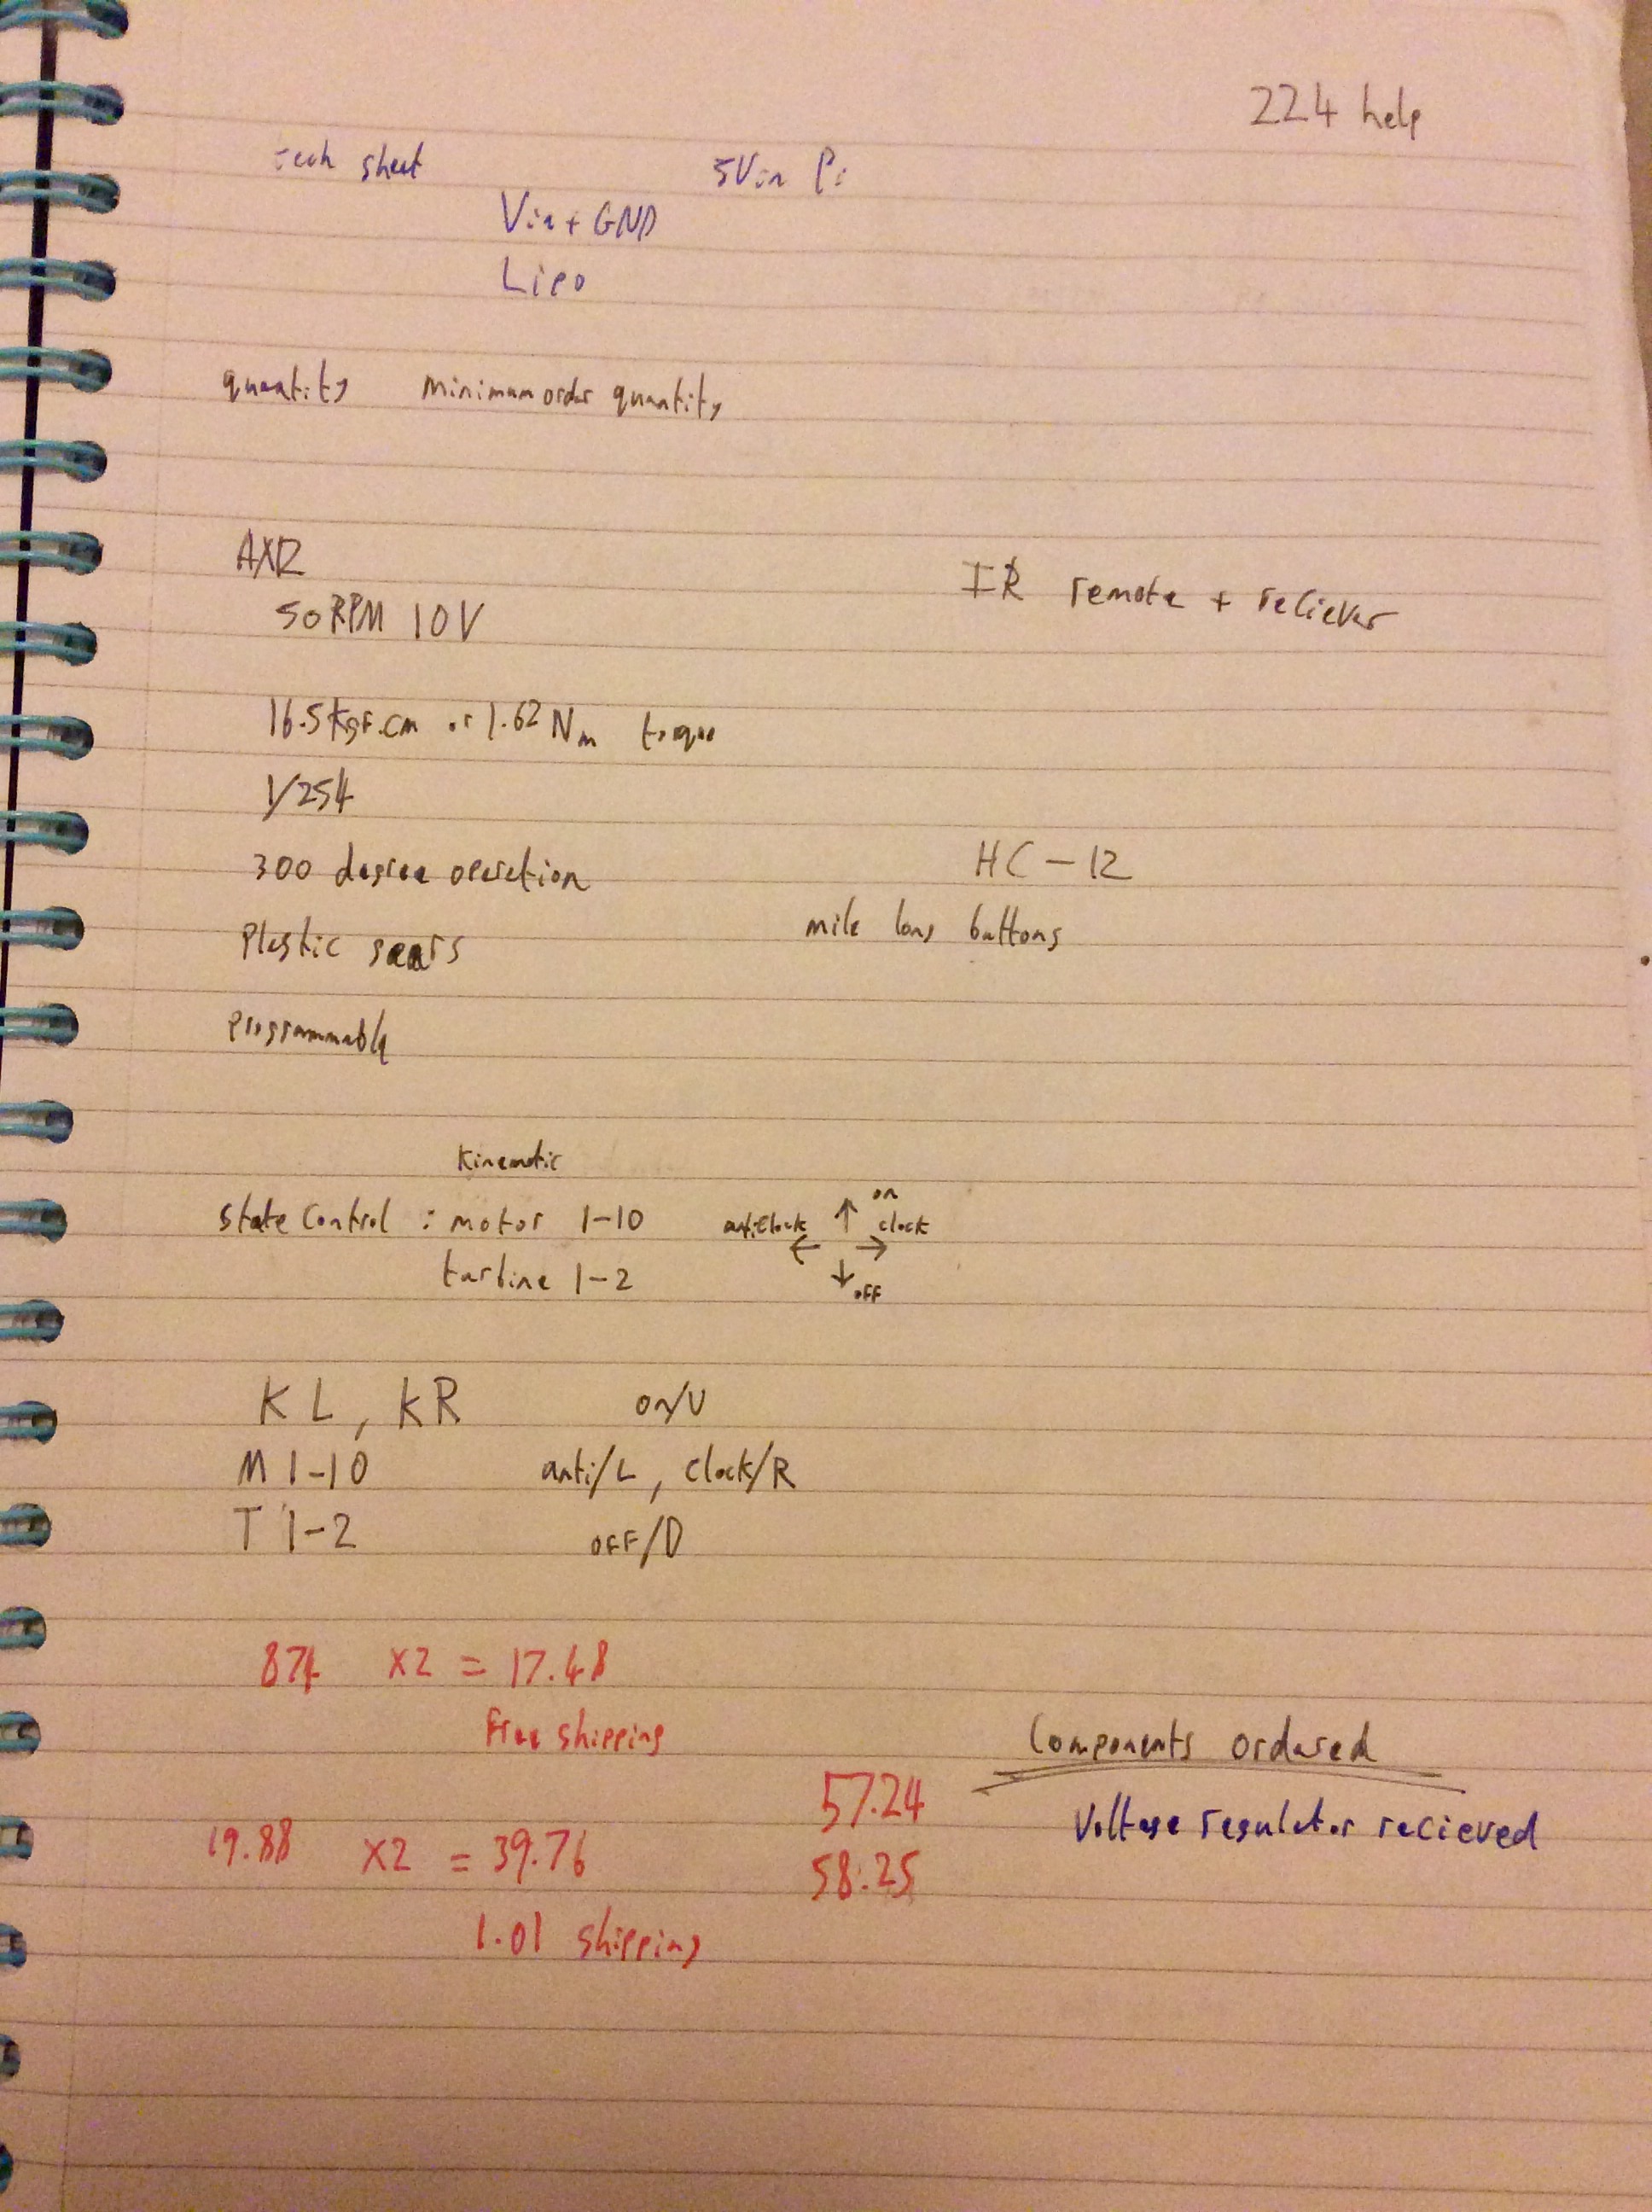 224 help
tech sheet 5Vin Pi
Vin + GND
Lipo
quantity minimum order quantity
50RPM 10V
IR remote + reciever
16.5kgf.cm or 1.62 Nm torque
1/254
300 degree operation
HC-12
mile long buttons
Plastic gears
programmable
kinematic
state control : motor 1-10
turbine 1-2
on
anticlock ↑ clock
← →
↓ off
KL, KR on/U
M 1-10 anti/L, clock/R
T 1-2 OFF/D
874 x2 = 17.48
Free shipping
Components ordered
57.24
Voltage regulator recieved
19.88 x2 = 39.76
58.25
1.01 shipping